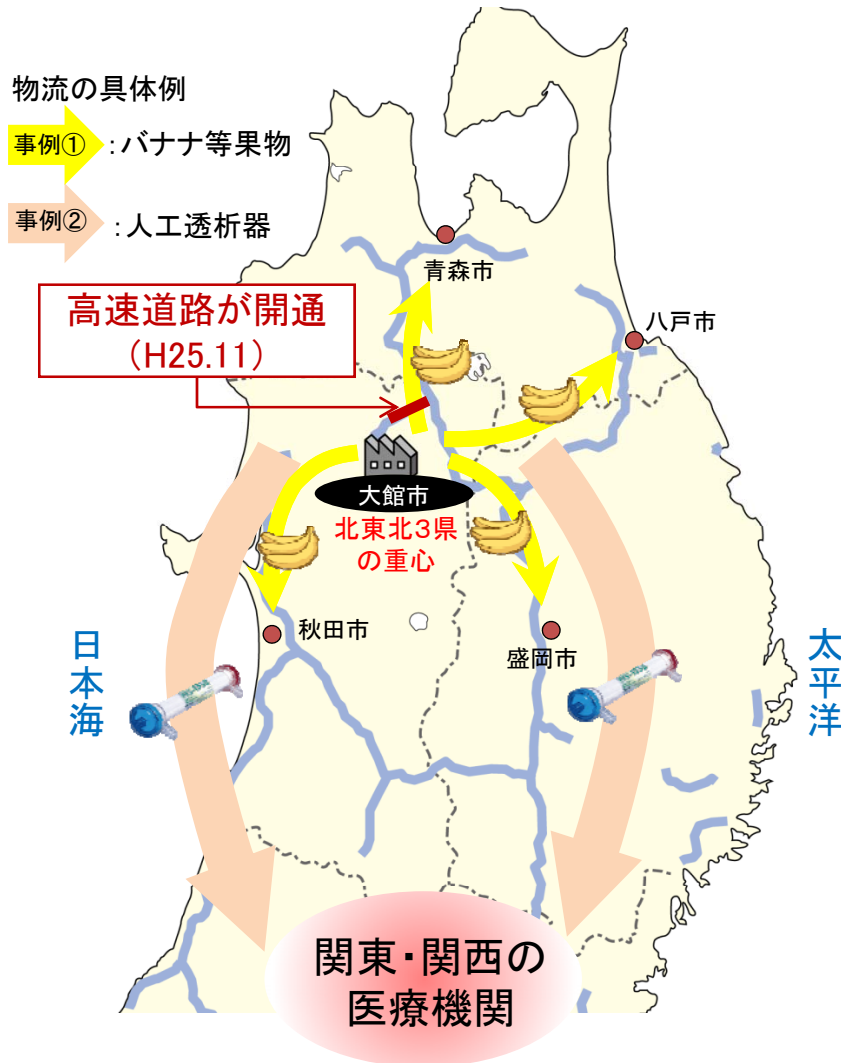 物流の具体例
事例①
:バナナ等果物
事例②
:人工透析器
青森市
高速道路が開通
(H25.11)
八戸市
大館市
北東北3県
の重心
秋田市
盛岡市
日本海
太平洋
関東・関西の
医療機関